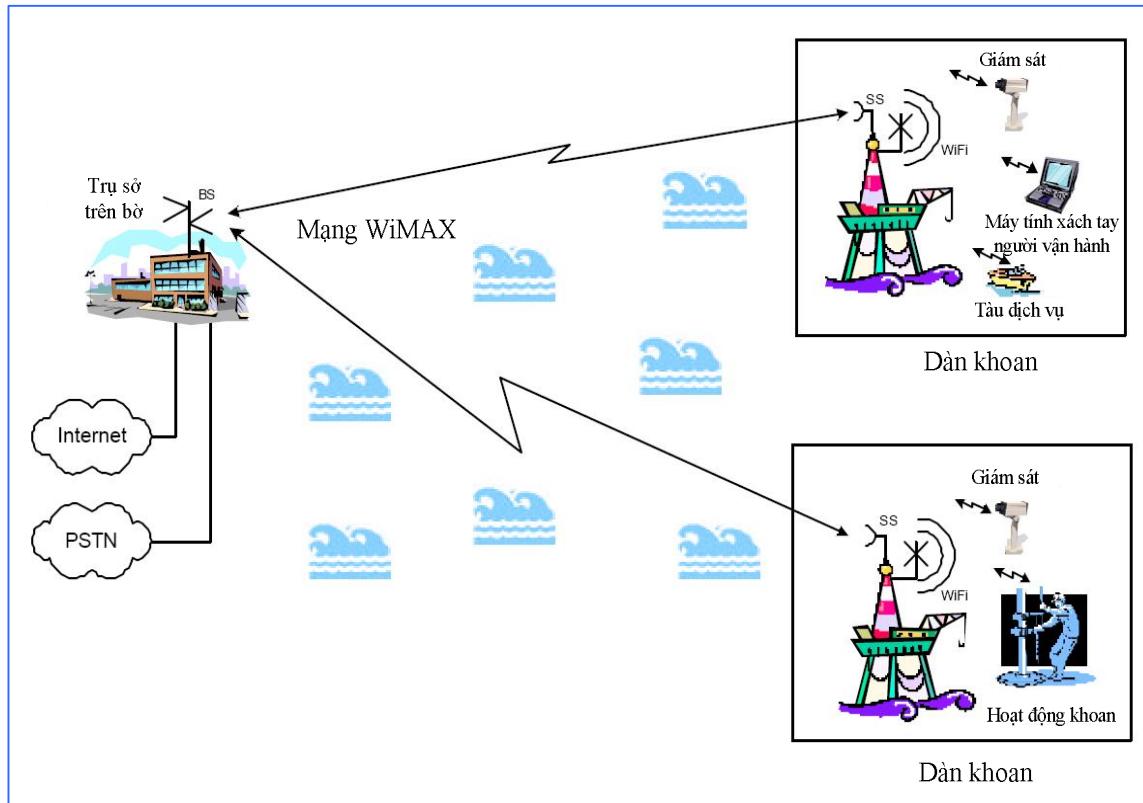 Trụ sở
trên bờ
BS
Mạng WiMAX
Internet
PSTN
Giám sát
SS
WiFi
Máy tính xách tay
người vận hành
Tàu dịch vụ
Dàn khoan
Giám sát
SS
WiFi
Hoạt động khoan
Dàn khoan